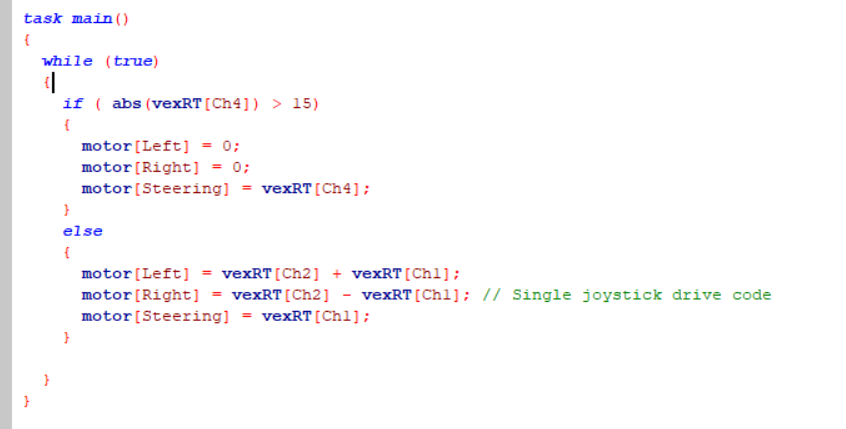 task main()
{
while (true)
{
if ( abs(vexRT[Ch4]) > 15)
{
motor[Left] = 0;
motor[Right] = 0;
motor[Steering] = vexRT[Ch4];
}
else
{
motor[Left] = vexRT[Ch2] + vexRT[Ch1];
motor[Right] = vexRT[Ch2] - vexRT[Ch1]; // Single joystick drive code
motor[Steering] = vexRT[Ch1];
}
}
}